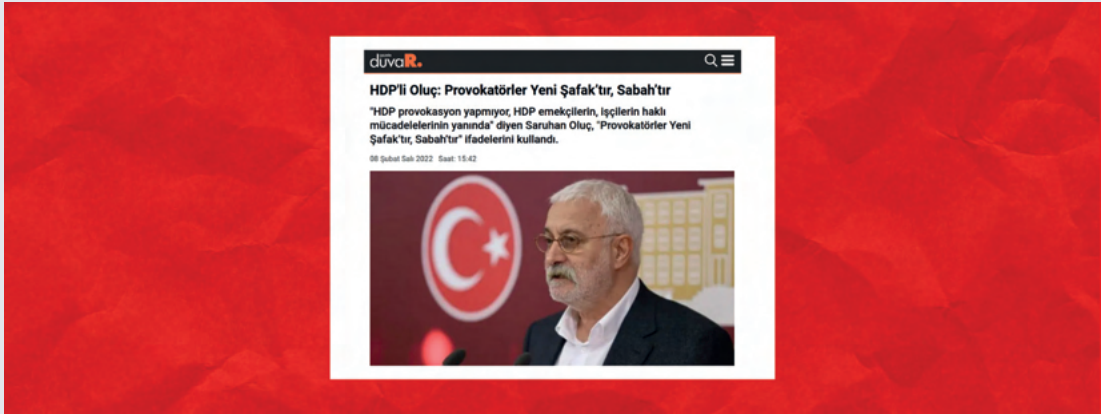 duvaR.
HDP'li Oluç: Provokatörler Yeni Şafak'tır, Sabah'tır
"HDP provokasyon yapmıyor, HDP emekçilerin, işçilerin haklı
mücadelelerinin yanında" diyen Saruhan Oluç, "Provokatörler Yeni
Şafak'tır, Sabah'tır" ifadelerini kullandı.
08 Şubat Salı 2022 Saat: 15:42